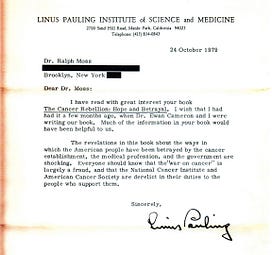 LINUS PAULING INSTITUTE of SCIENCE and MEDICINE
2700 Sand Hill Road, Menlo Park, California 94025
Telephone (415)
24 October 1979
Dr. Ralph Moss
Brooklyn, New York
Dear Dr. Moss:
I have read with great interest your book
The Cancer Rebellion: Hope and Betrayal. I wish that I had
had it a few months ago, when Dr. Ewan Cameron and I were
writing our book. Much of the information in your book would
have been helpful to us.
The revelations in this book about the ways in
which the American people have been betrayed by the cancer
establishment, the medical profession, and the government are
shocking. Everyone should know that the "war on cancer" is
largely a fraud, and that the National Cancer Institute and
American Cancer Society are derelict in their duties to the
people who support them.
Sincerely,
Linus Pauling